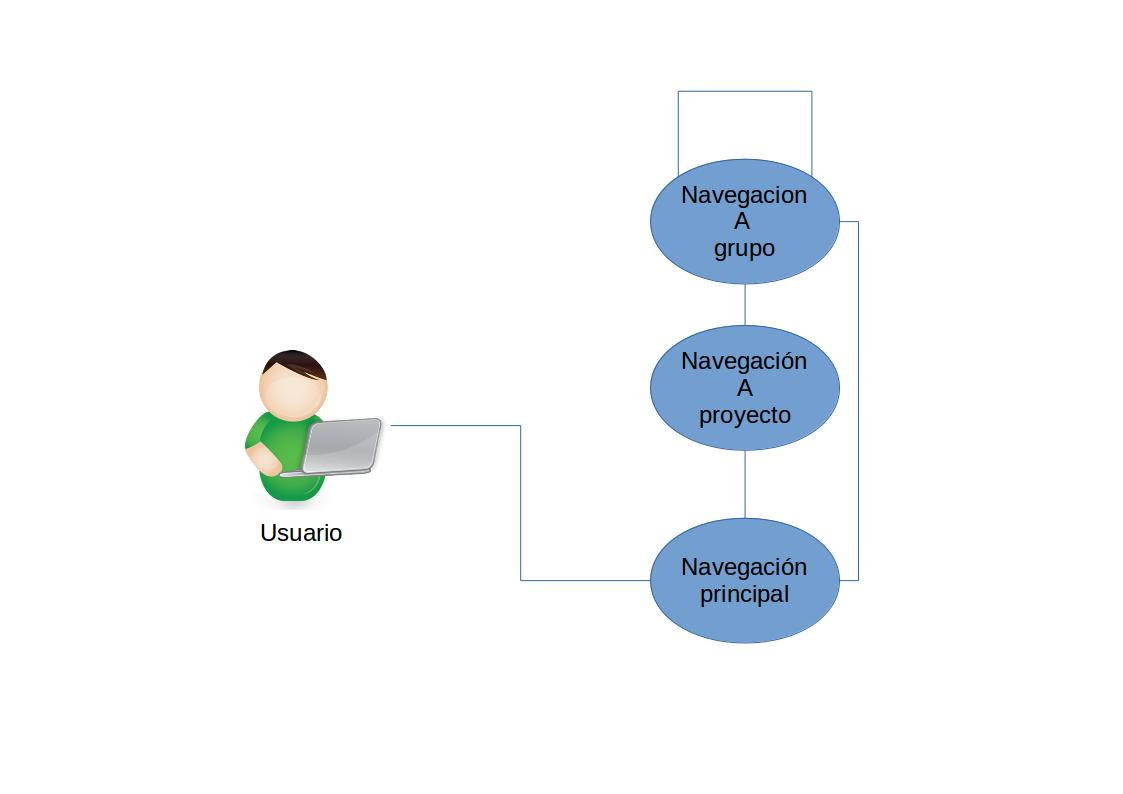 Navegacion
A
grupo
Navegación
A
proyecto
Usuario
Navegación
principal